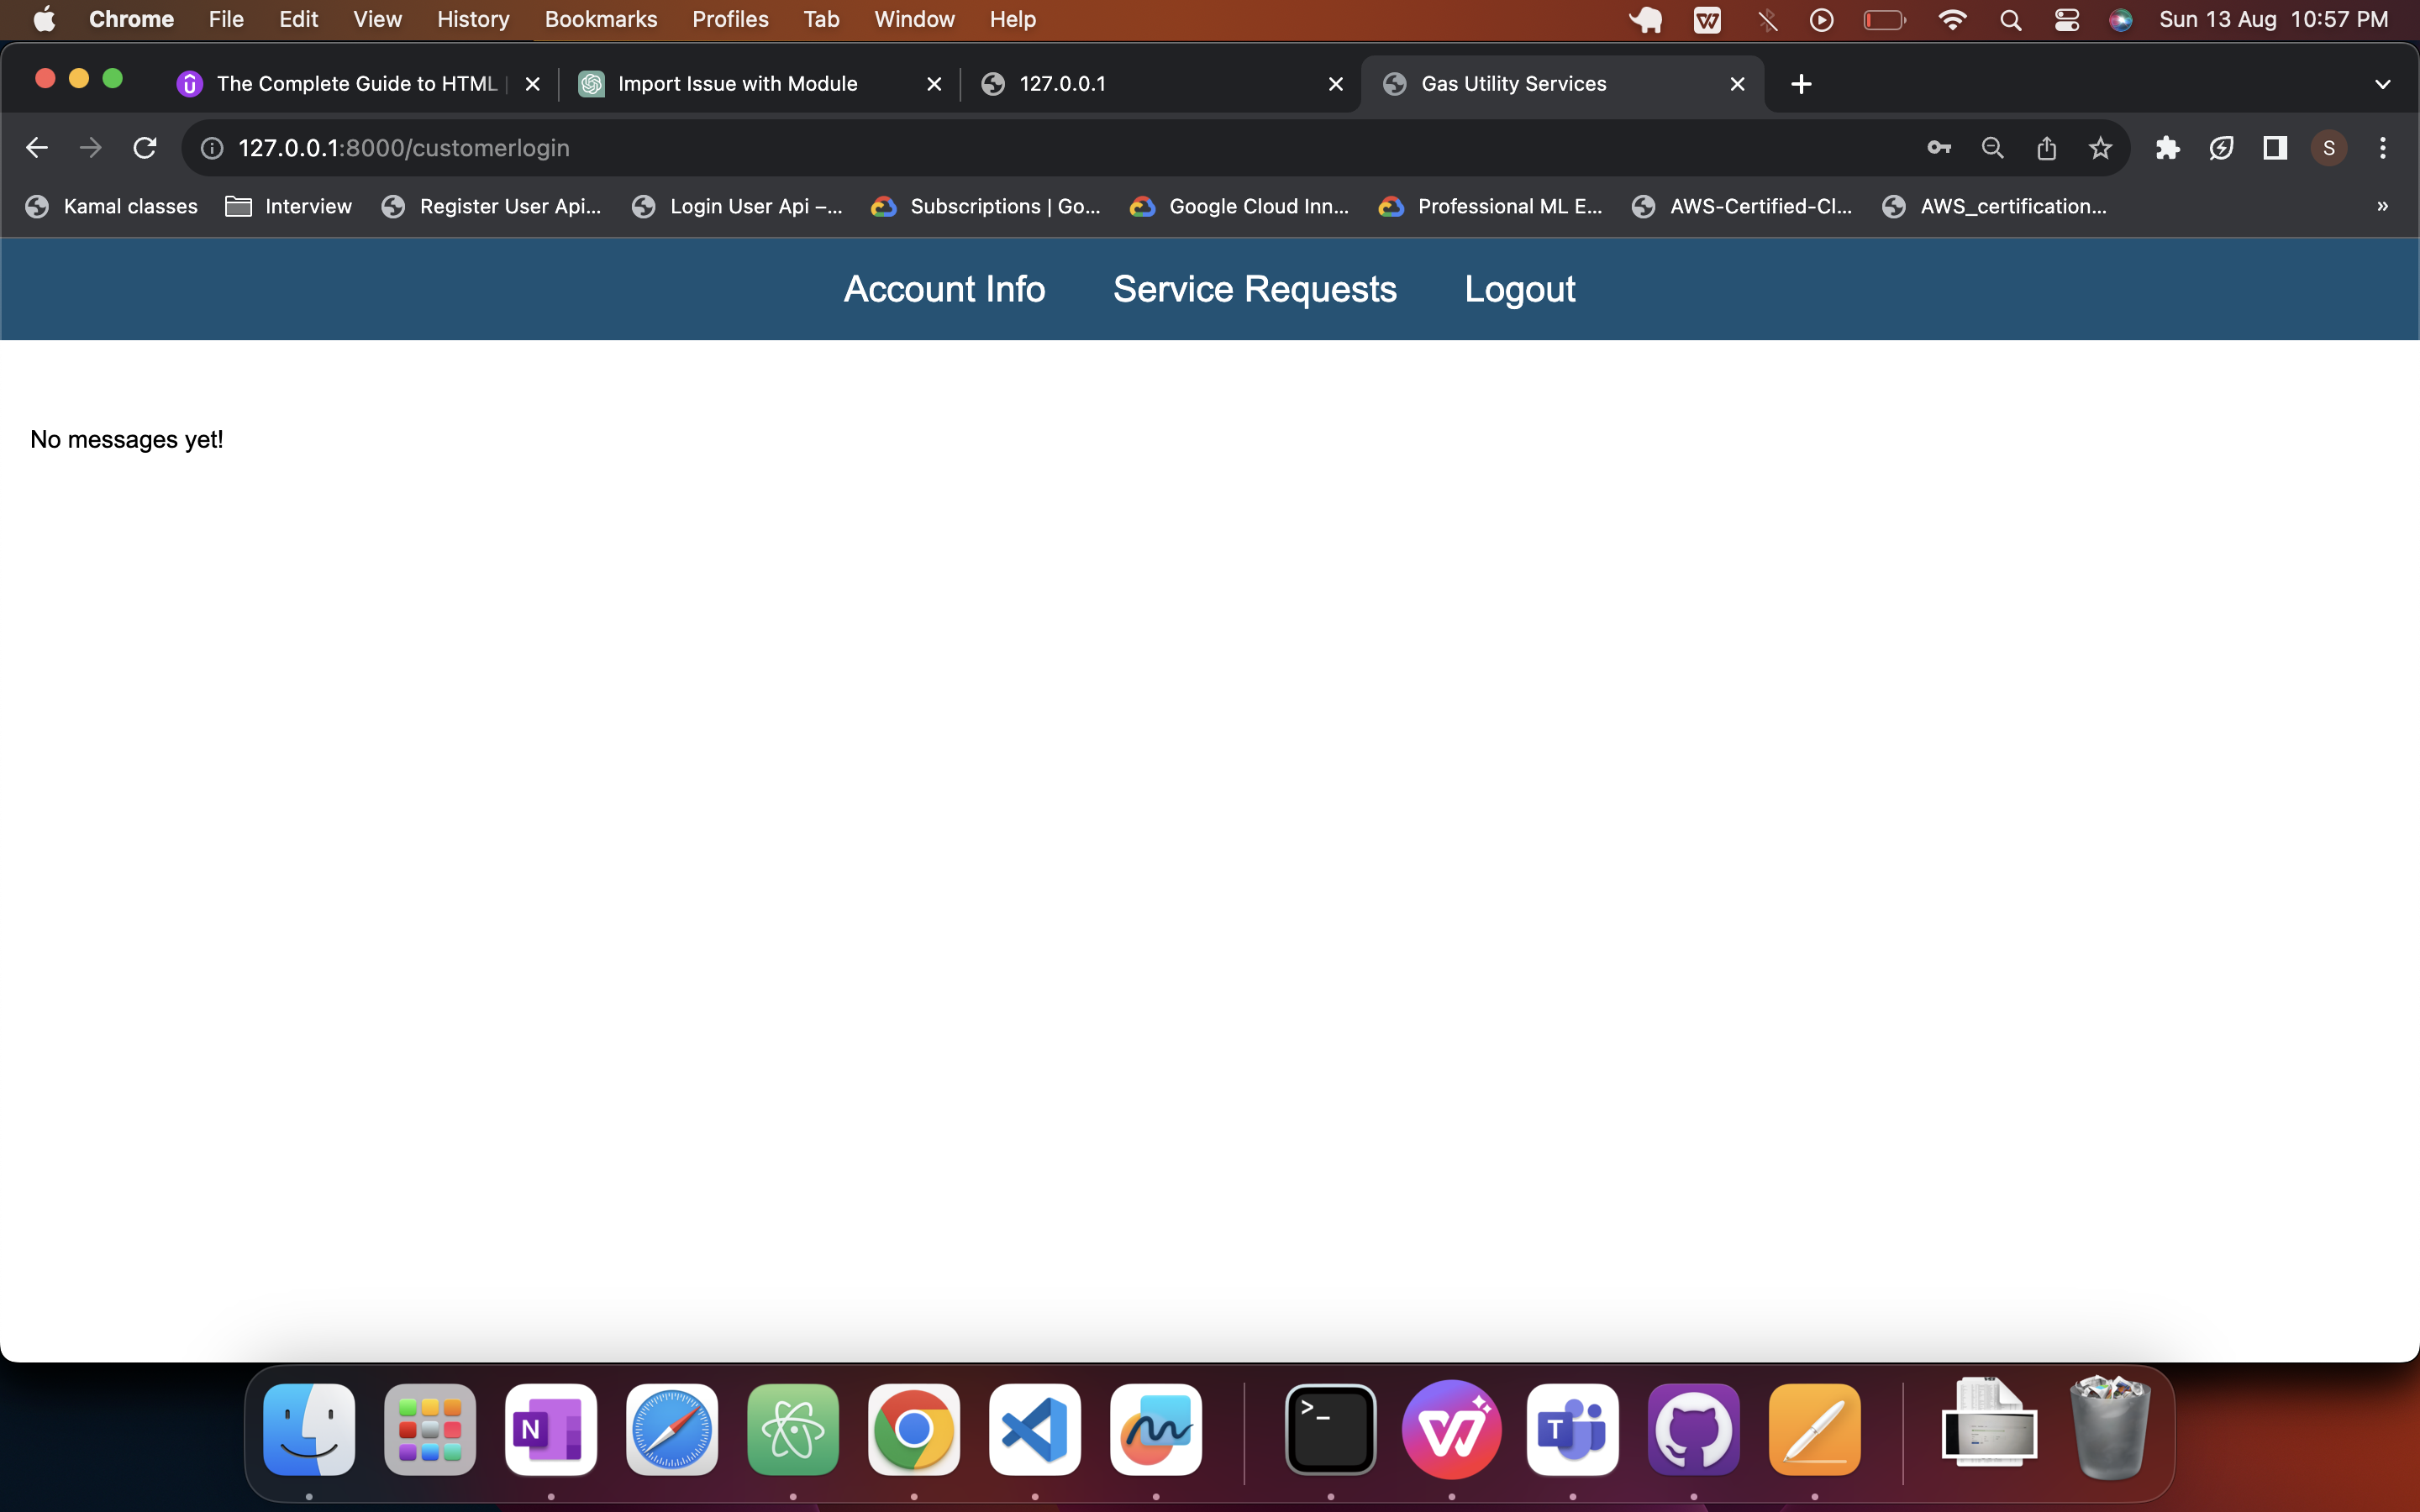 Chrome File Edit View History Bookmarks Profiles Tab Window Help Sun 13 Aug 10:57 PM
The Complete Guide to HTML Import Issue with Module 127.0.0.1 Gas Utility Services
127.0.0.1:8000/customerlogin S
Kamal classes Interview Register User Api... Login User Api –... Subscriptions | Go... Google Cloud Inn... Professional ML E... AWS-Certified-Cl... AWS_certification... »
Account Info Service Requests Logout
No messages yet!
N >_ T